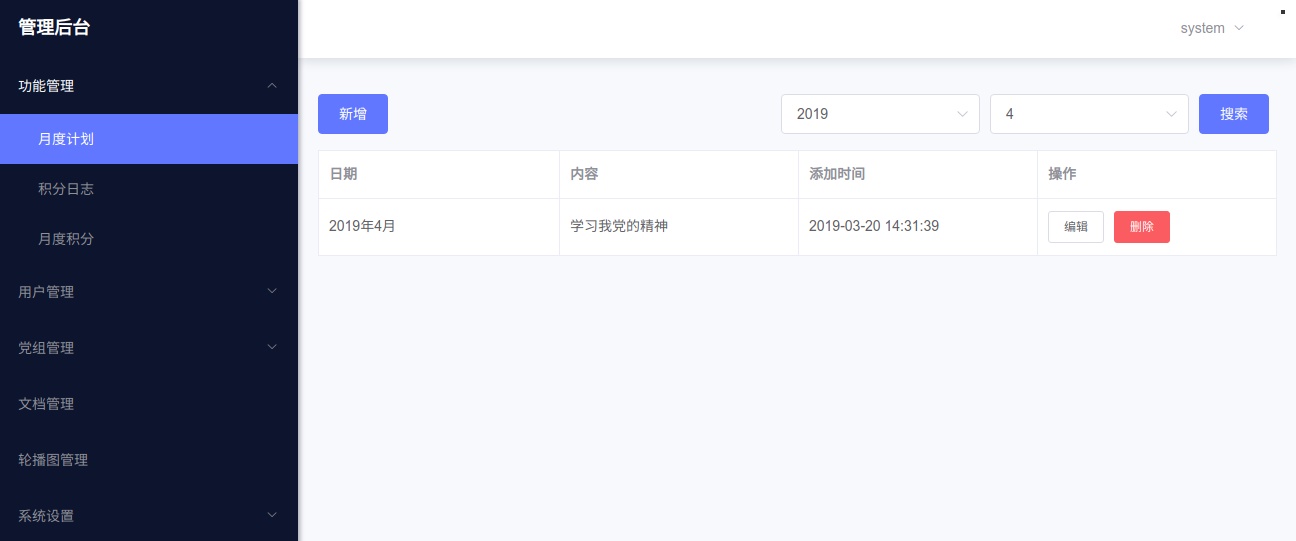 管理后台
system
功能管理
月度计划
积分日志
月度积分
用户管理
党组管理
文档管理
轮播图管理
系统设置
新增
2019
4
搜索
日期 内容 添加时间 操作
2019年4月 学习我党的精神 2019-03-20 14:31:39 编辑 删除